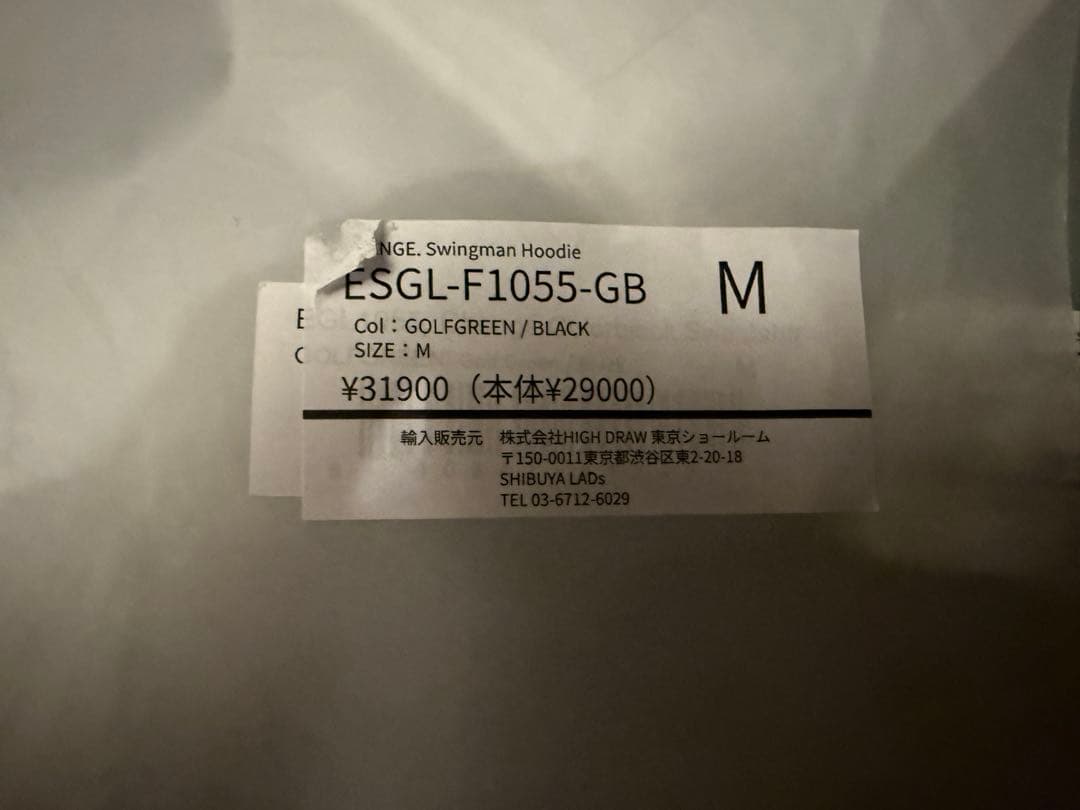 NGE. Swingman Hoodie
ESGL-F1055-GB
M
Col：GOLFGREEN / BLACK
SIZE：M
¥31900（本体¥29000）
輸入販売元 株式会社HIGH DRAW 東京ショールーム
〒150-0011東京都渋谷区東2-20-18
SHIBUYA LADs
TEL 03-6712-6029